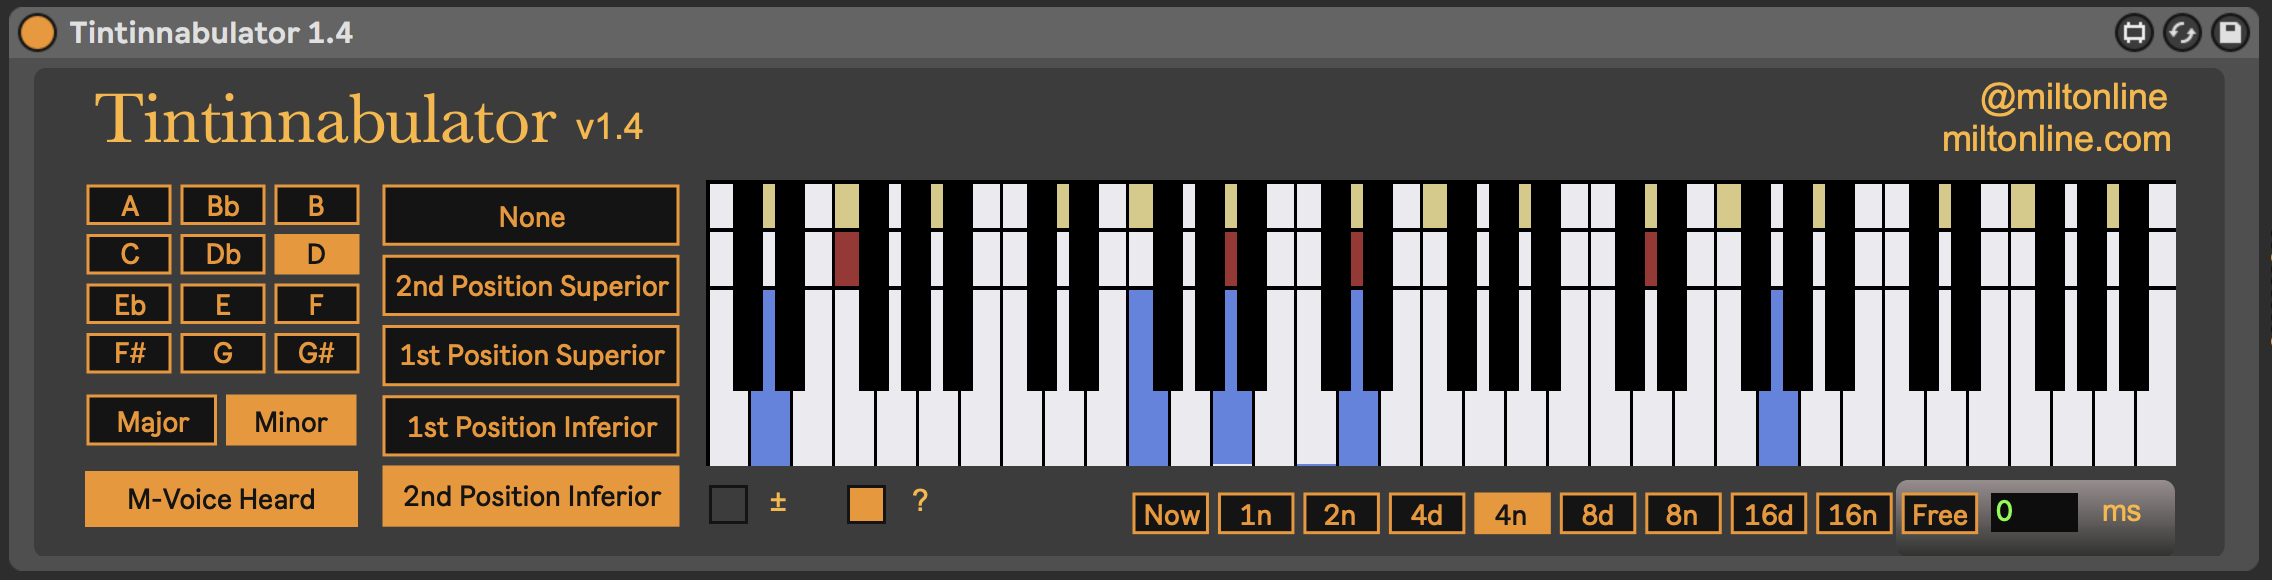 Tintinnabulator 1.4
Tintinnabulator v1.4
@miltonline
miltonline.com
A Bb B
C Db D
Eb E F
F# G G#
Major Minor
M-Voice Heard
None
2nd Position Superior
1st Position Superior
1st Position Inferior
2nd Position Inferior
± ?
Now 1n 2n 4d 4n 8d 8n 16d 16n Free 0 ms